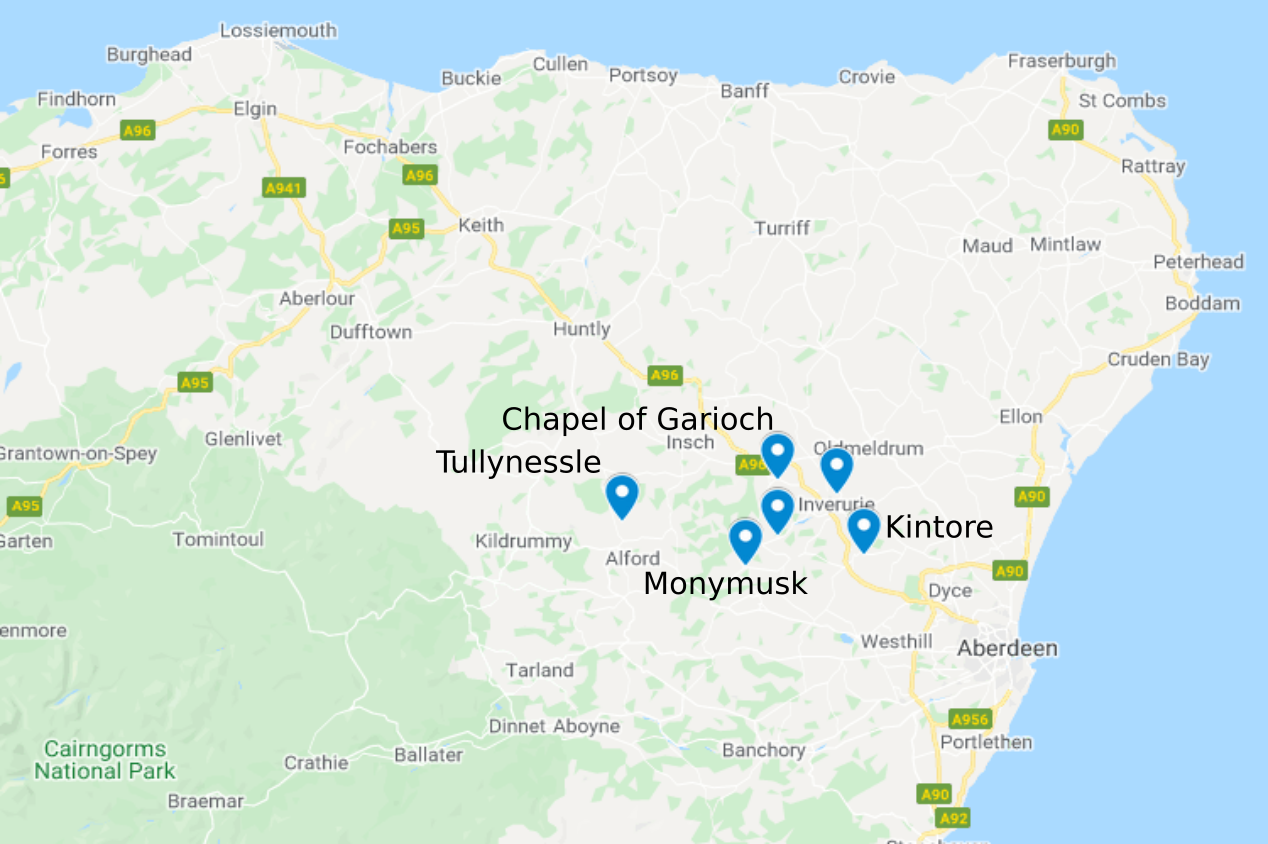 Lossiemouth
Burghead
Cullen
Fraserburgh
Buckie
Portsoy
Crovie
Banff
Findhorn
Elgin
St Combs
A96
A90
Forres
Fochabers
Rattray
A96
A941
Keith
A95
Turriff
Maud
Mintlaw
Peterhead
Aberlour
Boddam
Dufftown
Huntly
Cruden Bay
A96
A95
Chapel of Garioch
Ellon
Glenlivet
Insch
Oldmeldrum
Grantown-on-Spey
Tullynessle
A96
A95
A90
Inverurie
Kintore
Garten
Tomintoul
Kildrummy
Alford
A90
Monymusk
Dyce
enmore
Westhill
Aberdeen
Tarland
A956
Dinnet
Aboyne
Portlethen
Cairngorms
National Park
Ballater
Banchory
Crathie
A90
Braemar
A92